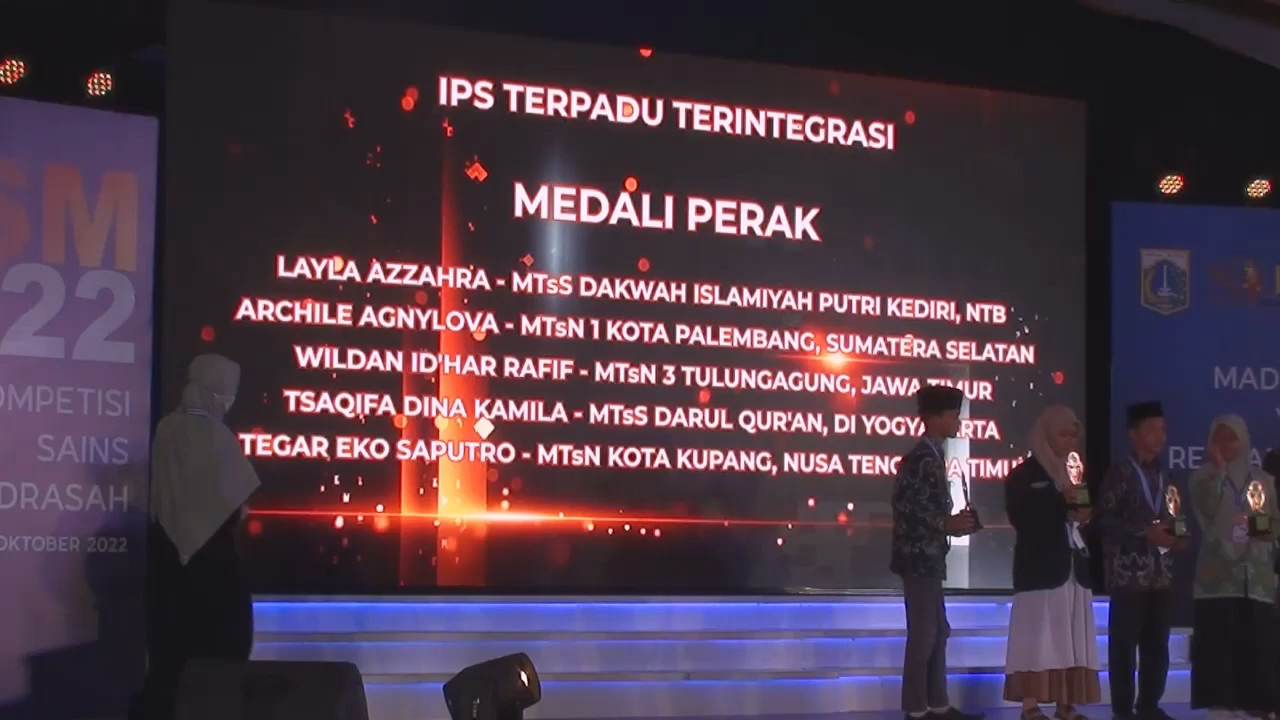 IPS TERPADU TERINTEGRASI
MEDALI PERAK
LAYLA AZZAHRA - MTsS DAKWAH ISLAMIYAH PUTRI KEDIRI, NTB
ARCHILE AGNYLOVA - MTsN 1 KOTA PALEMBANG, SUMATERA SELATAN
WILDAN ID'HAR RAFIF - MTsN 3 TULUNGAGUNG, JAWA TIMUR
TSAQIFA DINA KAMILA - MTsS DARUL QUR'AN, DI YOGYAKARTA
TEGAR EKO SAPUTRO - MTsN KOTA KUPANG, NUSA TENGGARA TIMUR
SM
22
OMPETISI
SAINS
DRASAH
OKTOBER 2022
MAD